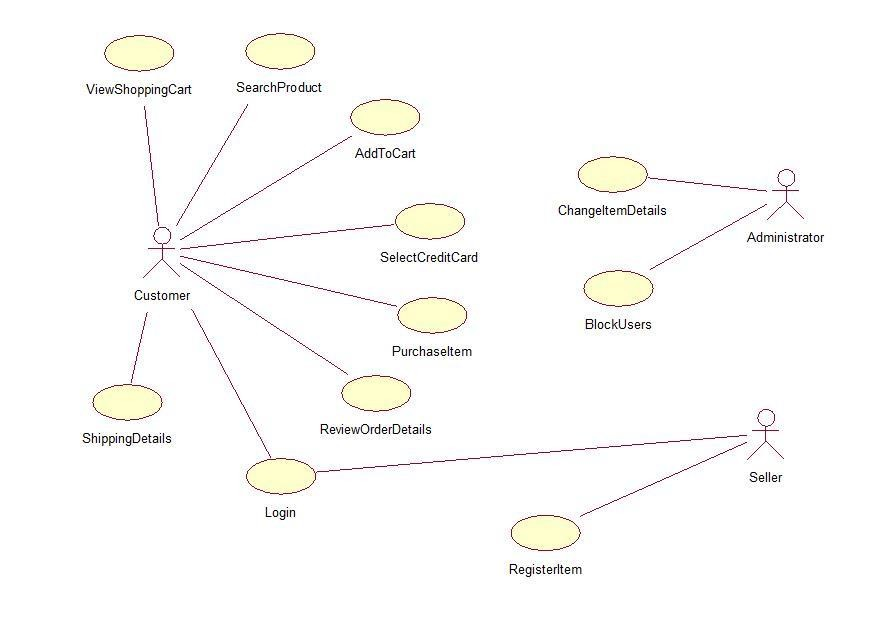 ViewShoppingCart
SearchProduct
AddToCart
ChangeItemDetails
Administrator
SelectCreditCard
Customer
BlockUsers
PurchaseItem
ReviewOrderDetails
ShippingDetails
Seller
Login
RegisterItem